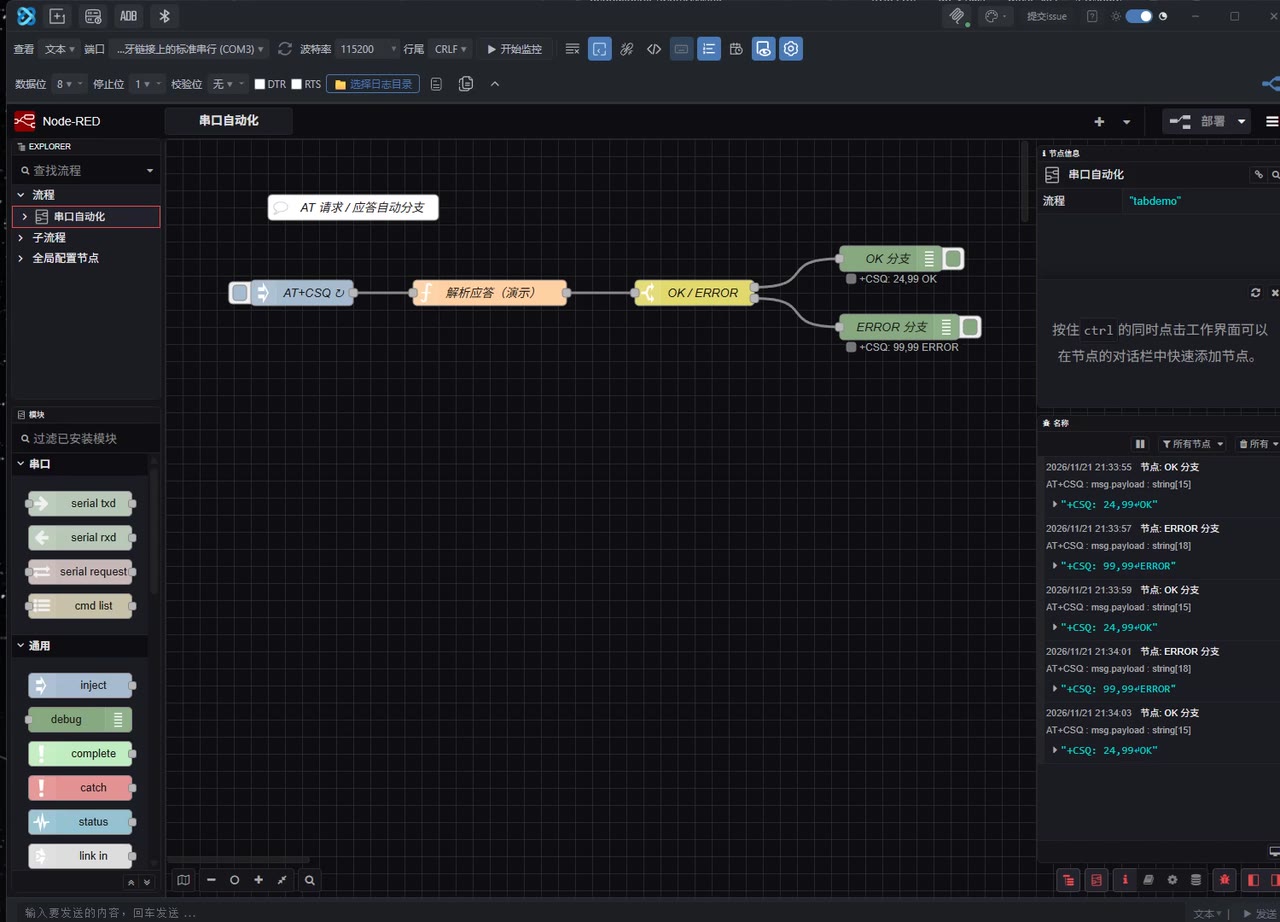 ADB
提交issue
查看 文本 端口 ...牙链接上的标准串行 (COM3) 波特率 115200 行尾 CRLF 开始监控
数据位 8 停止位 1 校验位 无 DTR RTS 选择日志目录
Node-RED
串口自动化
部署
EXPLORER
查找流程
流程
串口自动化
子流程
全局配置节点
模块
过滤已安装模块
串口
serial txd
serial rxd
serial request
cmd list
通用
inject
debug
complete
catch
status
link in
AT 请求 / 应答自动分支
AT+CSQ ↻
解析应答（演示）
OK / ERROR
OK 分支
+CSQ: 24,99 OK
ERROR 分支
+CSQ: 99,99 ERROR
节点信息
串口自动化
流程 "tabdemo"
按住 ctrl 的同时点击工作界面可以
在节点的对话栏中快速添加节点。
名称
所有节点 所有
2026/11/21 21:33:55 节点: OK 分支
AT+CSQ : msg.payload : string[15]
"+CSQ: 24,99↵OK"
2026/11/21 21:33:57 节点: ERROR 分支
AT+CSQ : msg.payload : string[18]
"+CSQ: 99,99↵ERROR"
2026/11/21 21:33:59 节点: OK 分支
AT+CSQ : msg.payload : string[15]
"+CSQ: 24,99↵OK"
2026/11/21 21:34:01 节点: ERROR 分支
AT+CSQ : msg.payload : string[18]
"+CSQ: 99,99↵ERROR"
2026/11/21 21:34:03 节点: OK 分支
AT+CSQ : msg.payload : string[15]
"+CSQ: 24,99↵OK"
输入要发送的内容，回车发送 ...
文本 发送